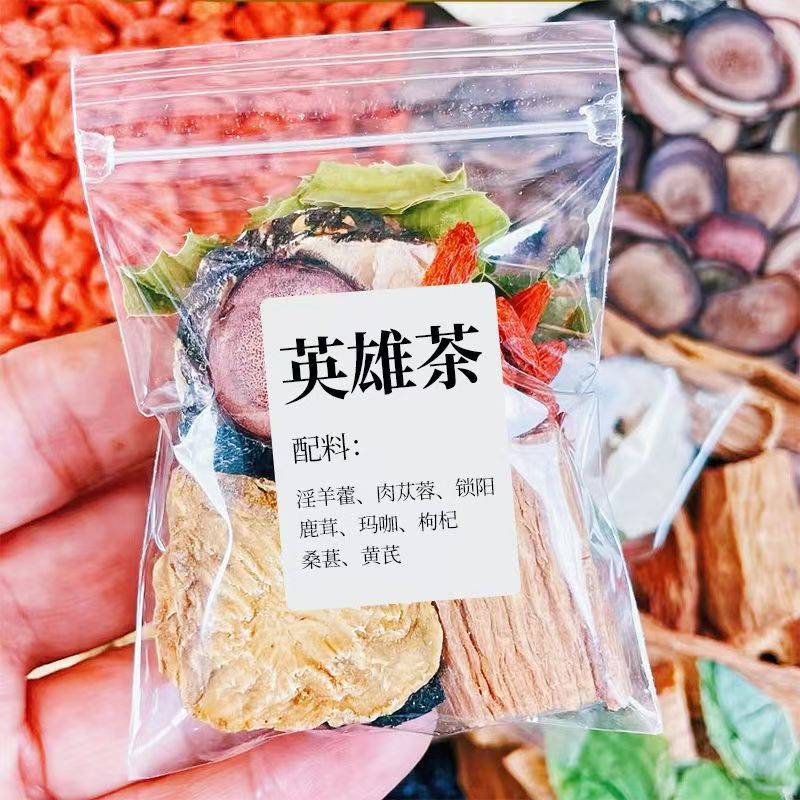 英雄茶
配料：
淫羊藿、肉苁蓉、锁阳
鹿茸、玛咖、枸杞
桑葚、黄芪